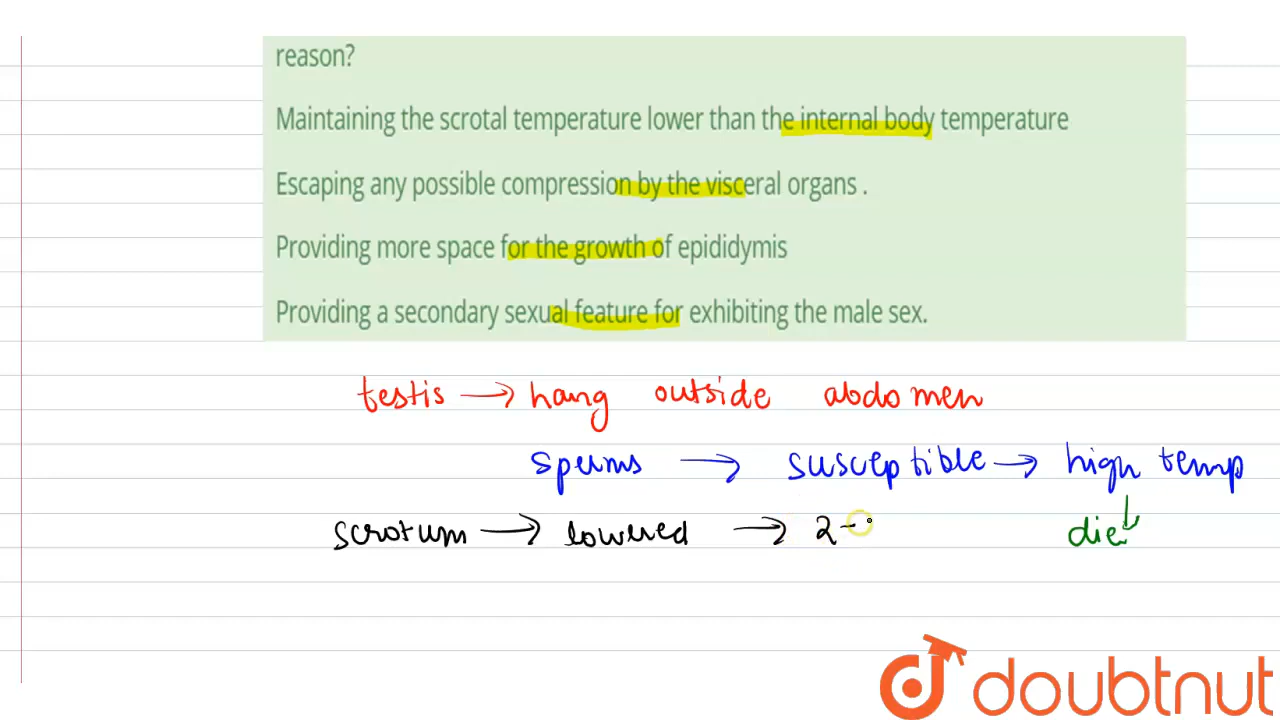 reason?
Maintaining the scrotal temperature lower than the internal body temperature
Escaping any possible compression by the visceral organs .
Providing more space for the growth of epididymis
Providing a secondary sexual feature for exhibiting the male sex.
testis → hang outside abdomen
sperms → susceptible → high temp
scrotum → lowered → 2- die
doubtnut